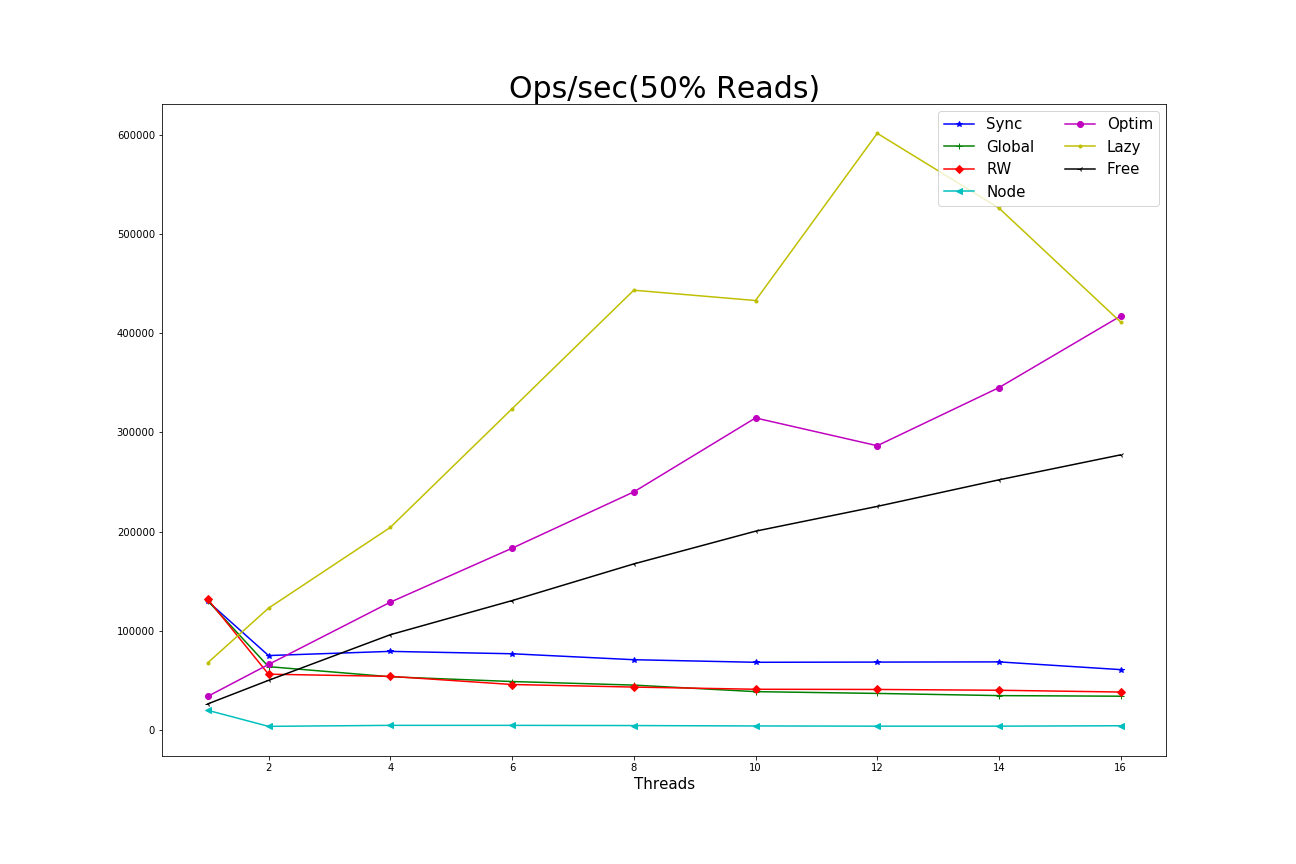 Ops/sec(50% Reads)
Sync
Global
RW
Node
Optim
Lazy
Free
600000
500000
400000
300000
200000
100000
0
2 4 6 8 10 12 14 16
Threads